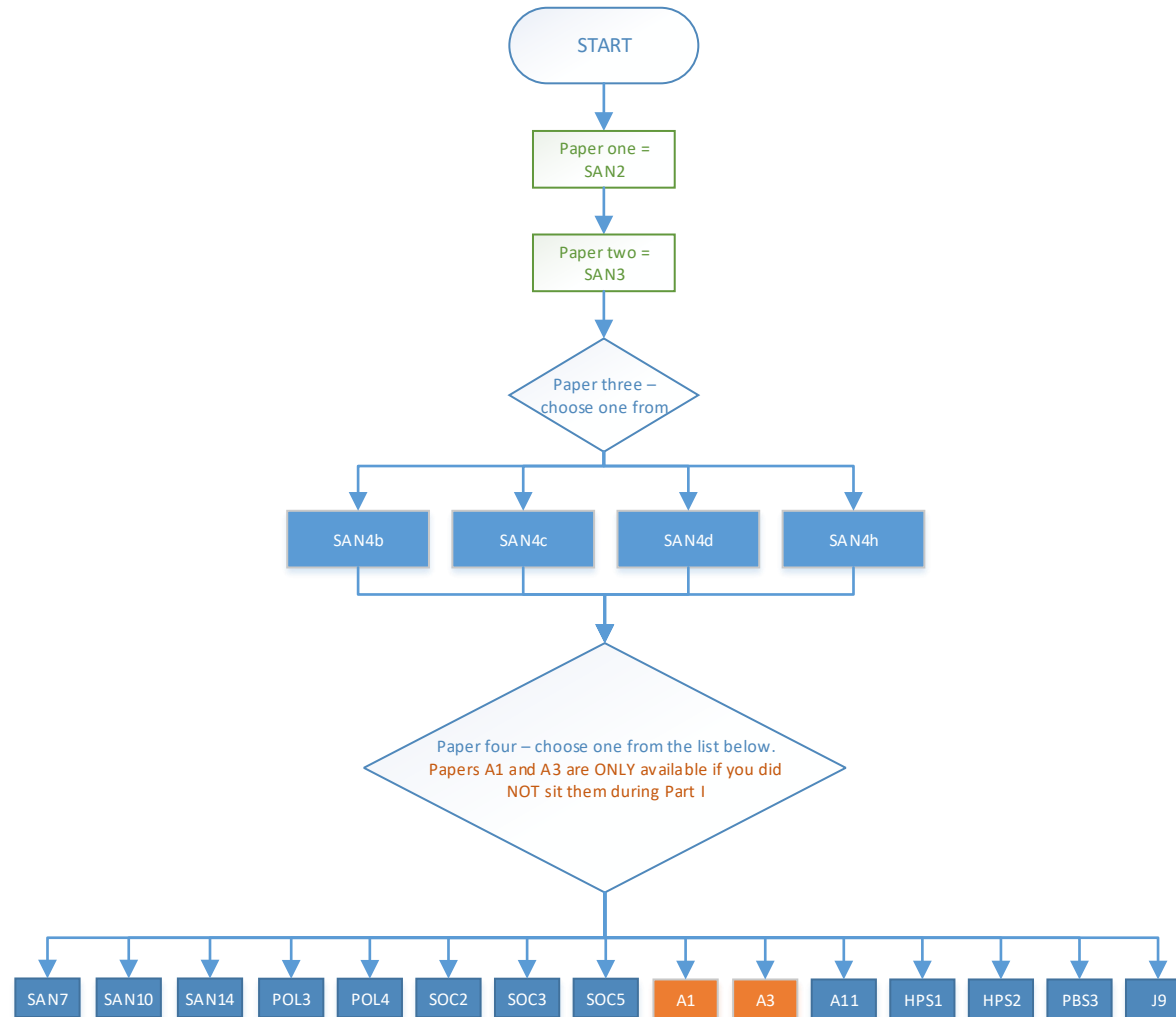 START
Paper one =
SAN2
Paper two =
SAN3
Paper three –
choose one from
SAN4b
SAN4c
SAN4d
SAN4h
Paper four – choose one from the list below.
Papers A1 and A3 are ONLY available if you did
NOT sit them during Part I
SAN7
SAN10
SAN14
POL3
POL4
SOC2
SOC3
SOC5
A1
A3
A11
HPS1
HPS2
PBS3
J9